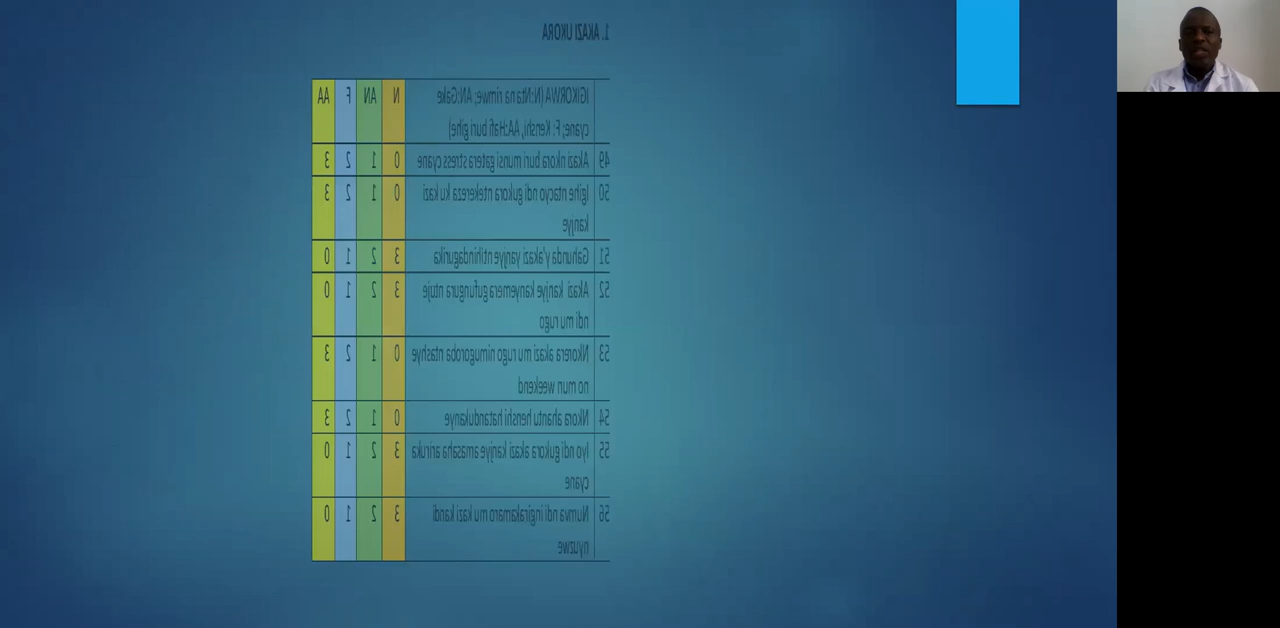 1. AKAZI UKORA
IGIKORWA (N:Nta na rimwe; AN:Gake N AN F AA
cyane; F: Kenshi, AA:Hafi buri gihe)
49 Akazi nkora buri munsi gatera stress cyane 0 1 2 3
50 Igihe ntacyo ndi gukora ntekereza ku kazi 0 1 2 3
kanjye
51 Gahunda y'akazi yanjye ntihindagurika 3 2 1 0
52 Akazi kanjye kanyemera gufungura ntuje 3 2 1 0
ndi mu rugo
53 Nkorera akazi mu rugo nimugoroba ntashye 0 1 2 3
no mun weekend
54 Nkora ahantu henshi hatandukanye 0 1 2 3
55 Iyo ndi gukora akazi kanjye amasaha aririuka 3 2 1 0
cyane
56 Numva ndi ingirakamaro mu kazi kandi 3 2 1 0
nyuzwe